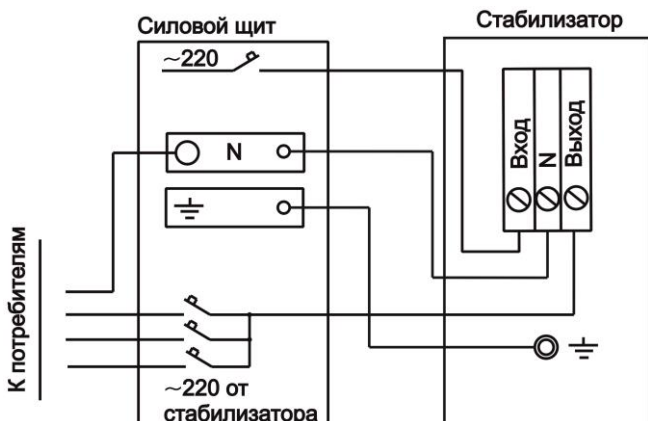 Силовой щит
Стабилизатор
~220
N
Вход
N
Выход
К потребителям
~220 от
стабилизатора